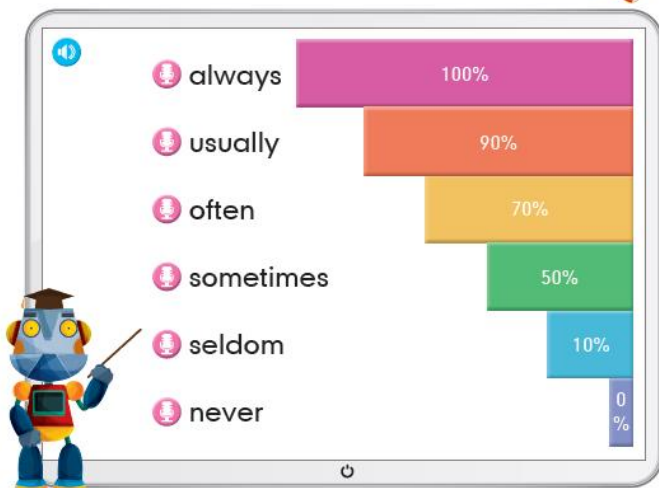 always 100%
usually 90%
often 70%
sometimes 50%
seldom 10%
never 0
%